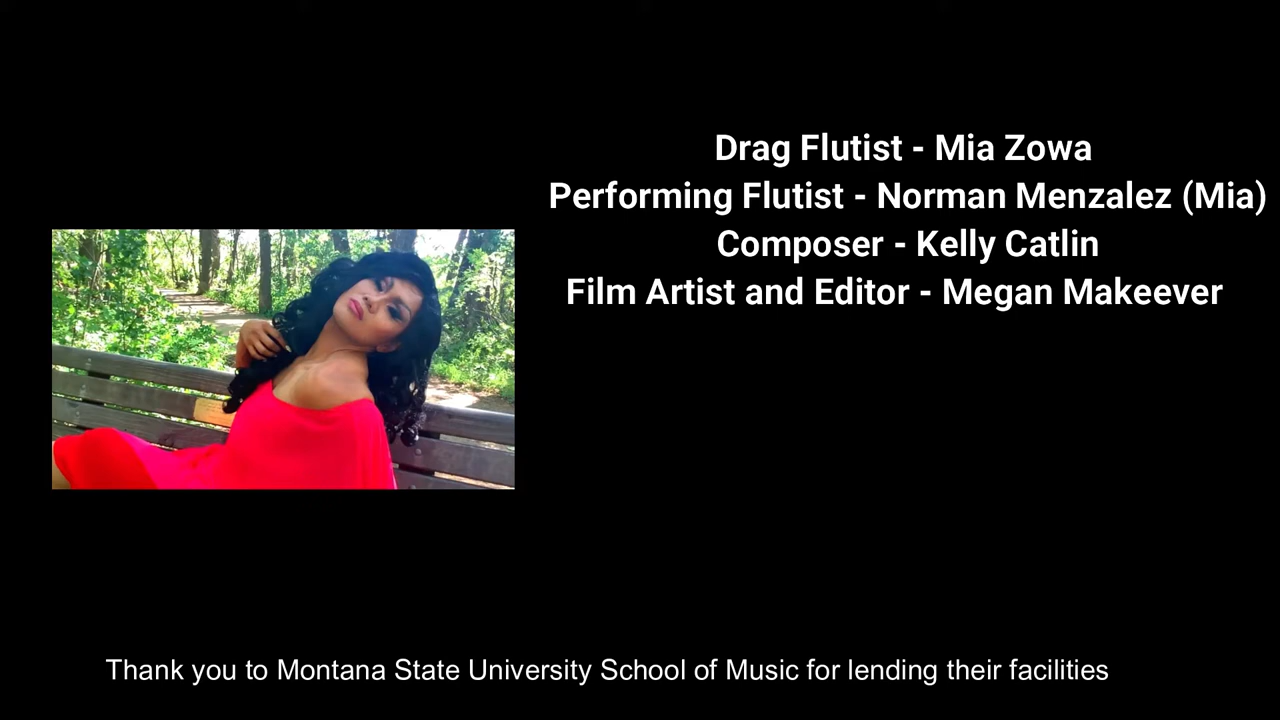 Drag Flutist - Mia Zowa
Performing Flutist - Norman Menzalez (Mia)
Composer - Kelly Catlin
Film Artist and Editor - Megan Makeever
Thank you to Montana State University School of Music for lending their facilities